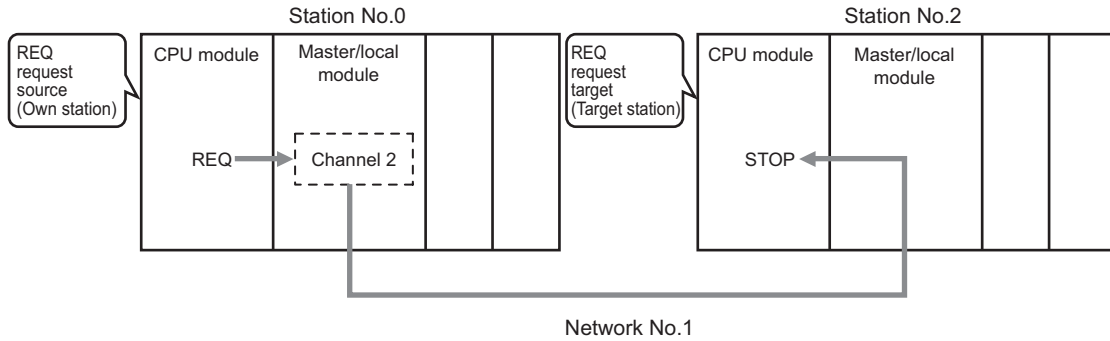 Station No.0
Station No.2
REQ
request
source
(Own station)
CPU module
Master/local
module
REQ
request
target
(Target station)
CPU module
Master/local
module
REQ
Channel 2
STOP
Network No.1